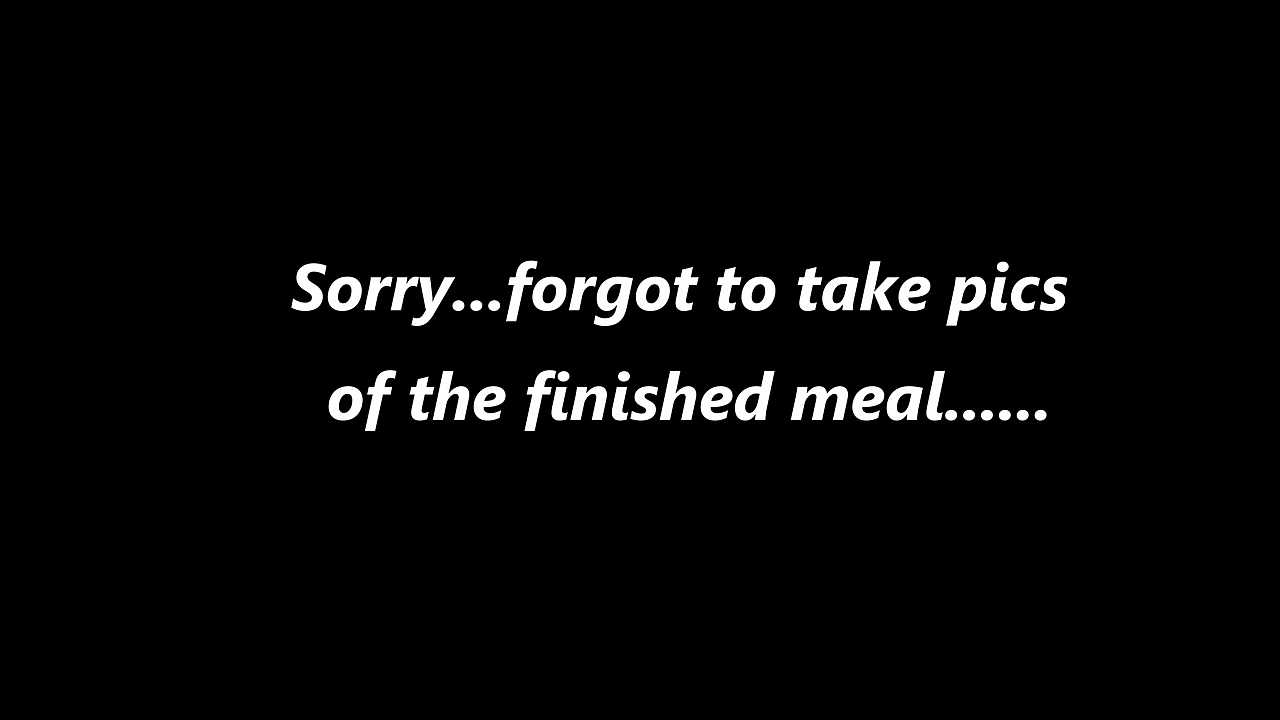 Sorry...forgot to take pics
of the finished meal......